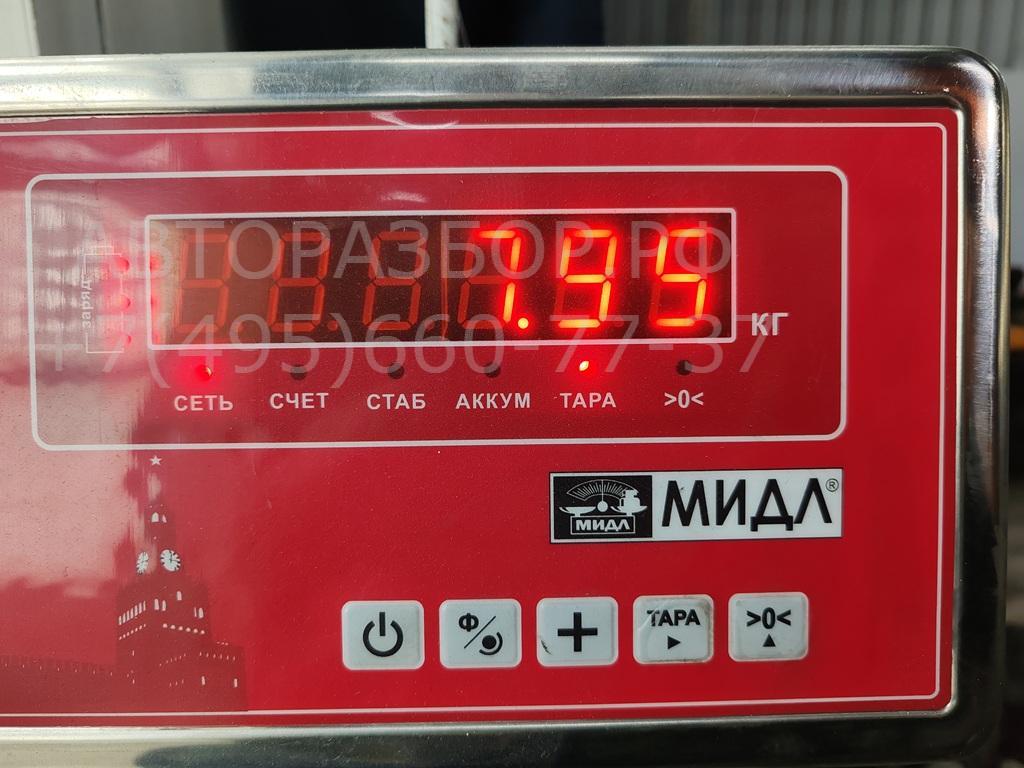 АВТОРАЗБОР.РФ
+7(495)660-77-37
заряд
7.95
КГ
СЕТЬ СЧЕТ СТАБ АККУМ ТАРА >0<
МИДЛ МИДЛ®
Ф ТАРА >0<